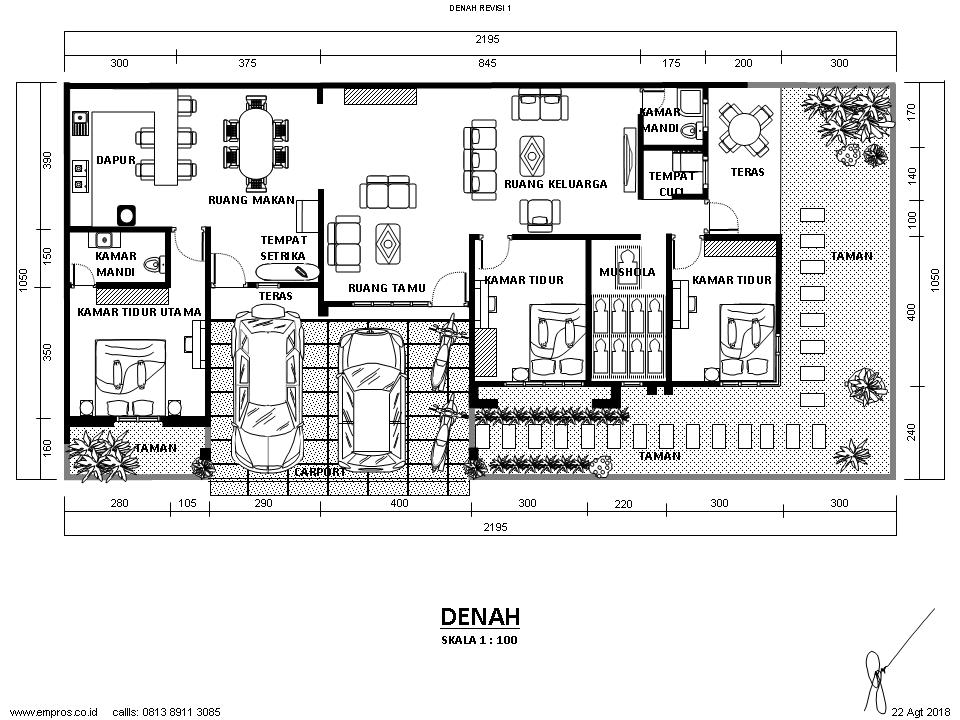 DENAH REVISI 1
2195
300 375 845 175 200 300
390
150
350
160
1050
170
140
100
400
240
1050
DAPUR
RUANG MAKAN
TEMPAT
SETRIKA
KAMAR
MANDI
KAMAR TIDUR UTAMA
TERAS
RUANG TAMU
RUANG KELUARGA
KAMAR
MANDI
TEMPAT
CUCI
TERAS
TAMAN
KAMAR TIDUR
MUSHOLA
KAMAR TIDUR
TAMAN
CARPORT
TAMAN
280 105 290 400 300 220 300 300
2195
DENAH
SKALA 1 : 100
www.empros.co.id callls: 0813 8911 3085
22 Agt 2018